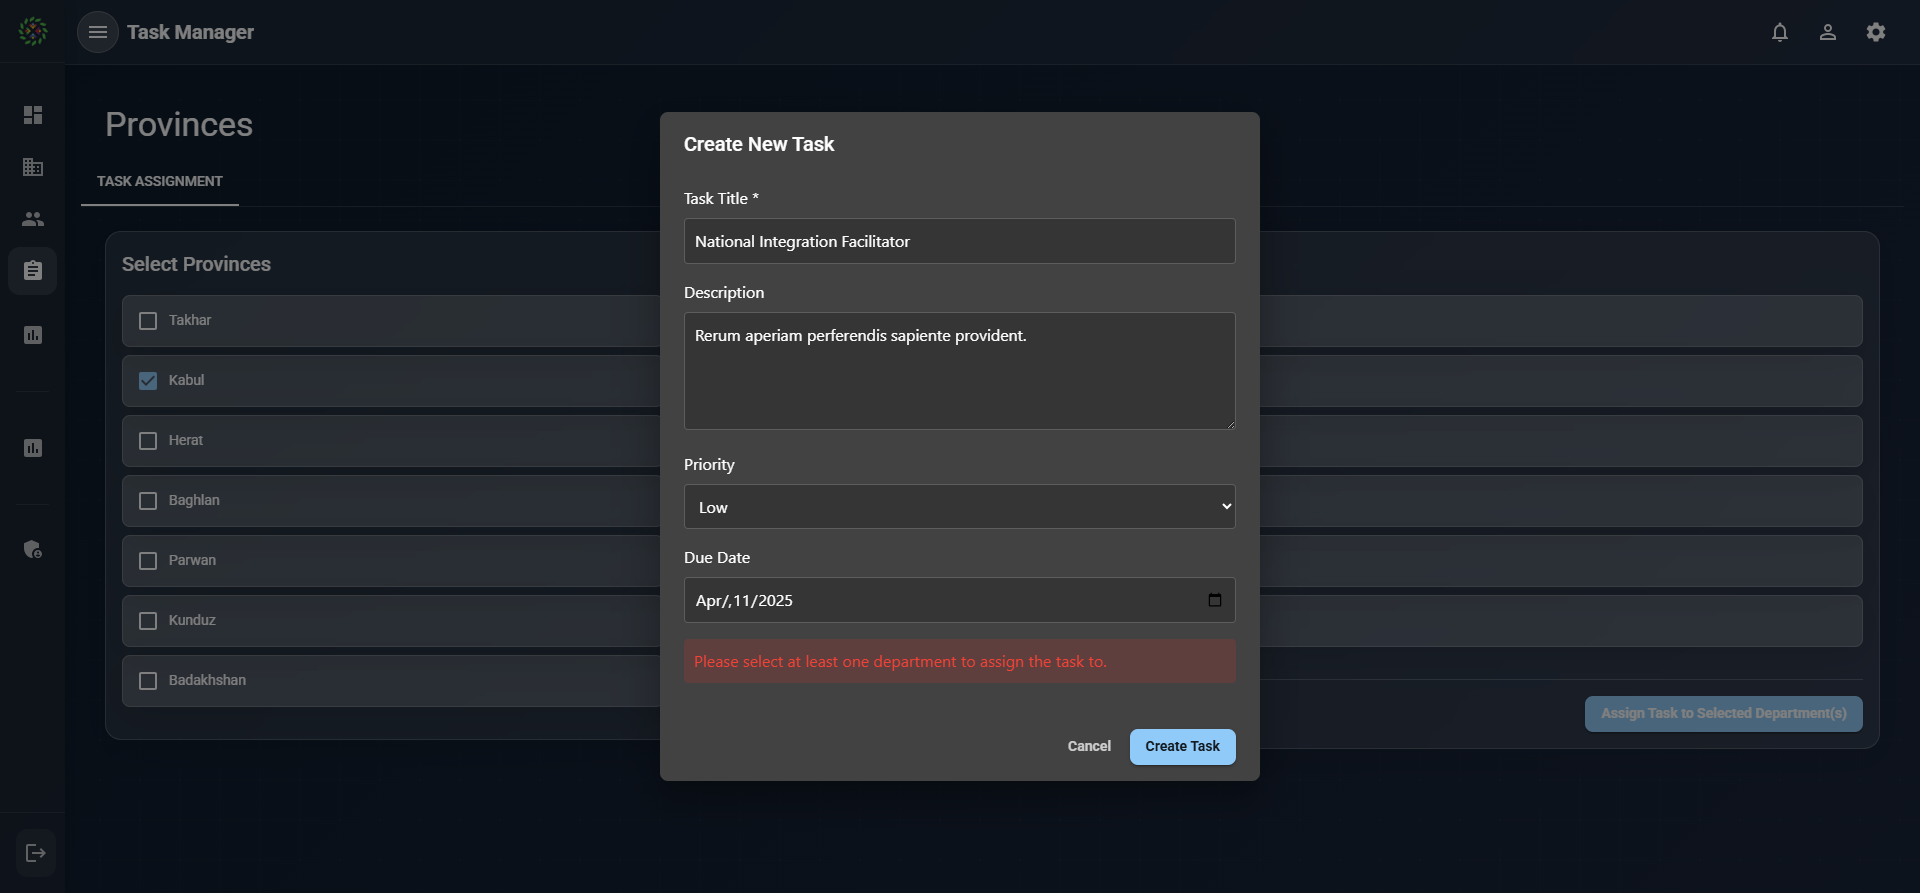 Task Manager
Provinces
TASK ASSIGNMENT
Select Provinces
Takhar
Kabul
Herat
Baghlan
Parwan
Kunduz
Badakhshan
Assign Task to Selected Department(s)
Create New Task
Task Title *
National Integration Facilitator
Description
Rerum aperiam perferendis sapiente provident.
Priority
Low
Due Date
Apr/,11/2025
Please select at least one department to assign the task to.
Cancel
Create Task